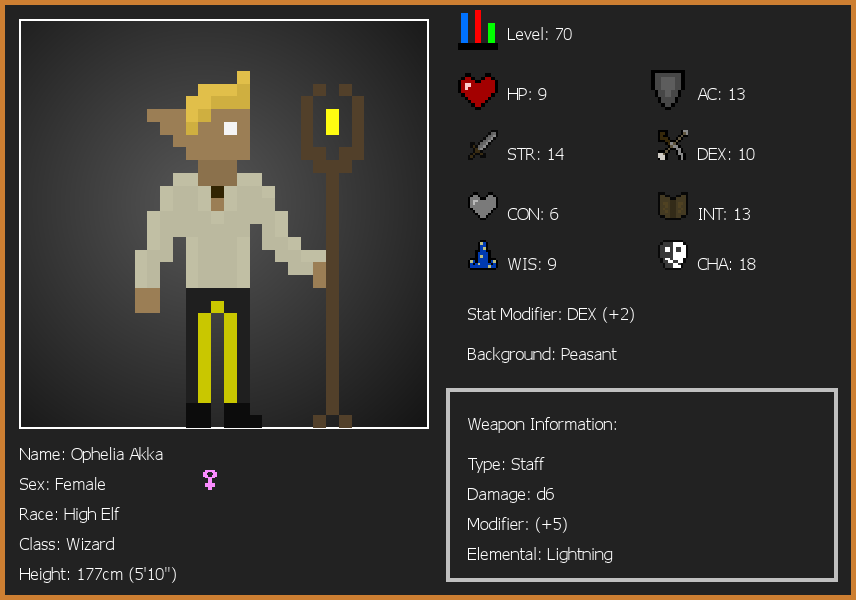 Level: 70
HP: 9
AC: 13
STR: 14
DEX: 10
CON: 6
INT: 13
WIS: 9
CHA: 18
Stat Modifier: DEX (+2)
Background: Peasant
Weapon Information:
Type: Staff
Damage: d6
Modifier: (+5)
Elemental: Lightning
Name: Ophelia Akka
Sex: Female
Race: High Elf
Class: Wizard
Height: 177cm (5'10")